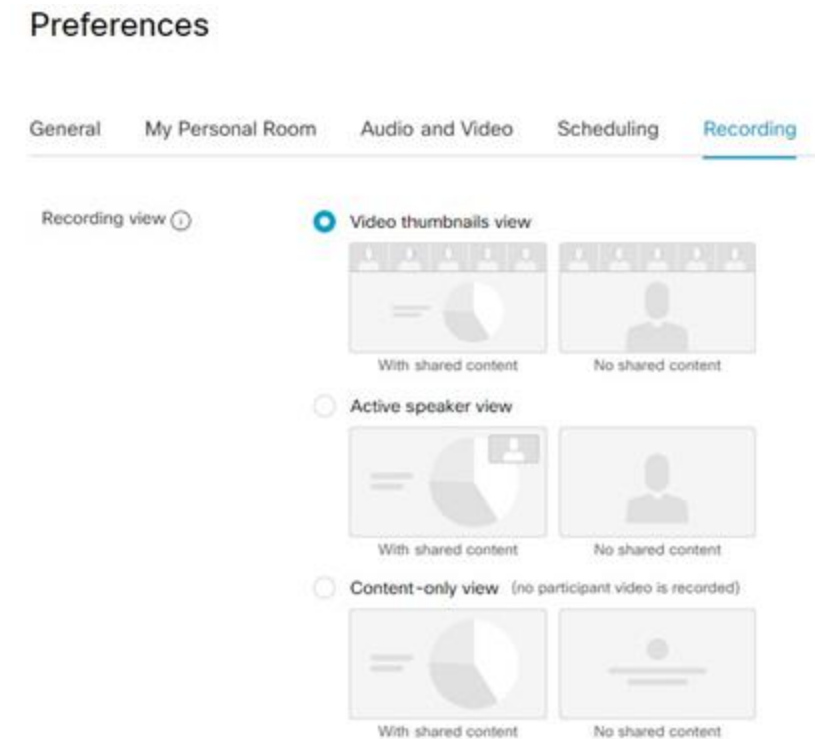 Preferences
General My Personal Room Audio and Video Scheduling Recording
Recording view
Video thumbnails view
With shared content No shared content
Active speaker view
With shared content No shared content
Content-only view (no participant video is recorded)
With shared content No shared content